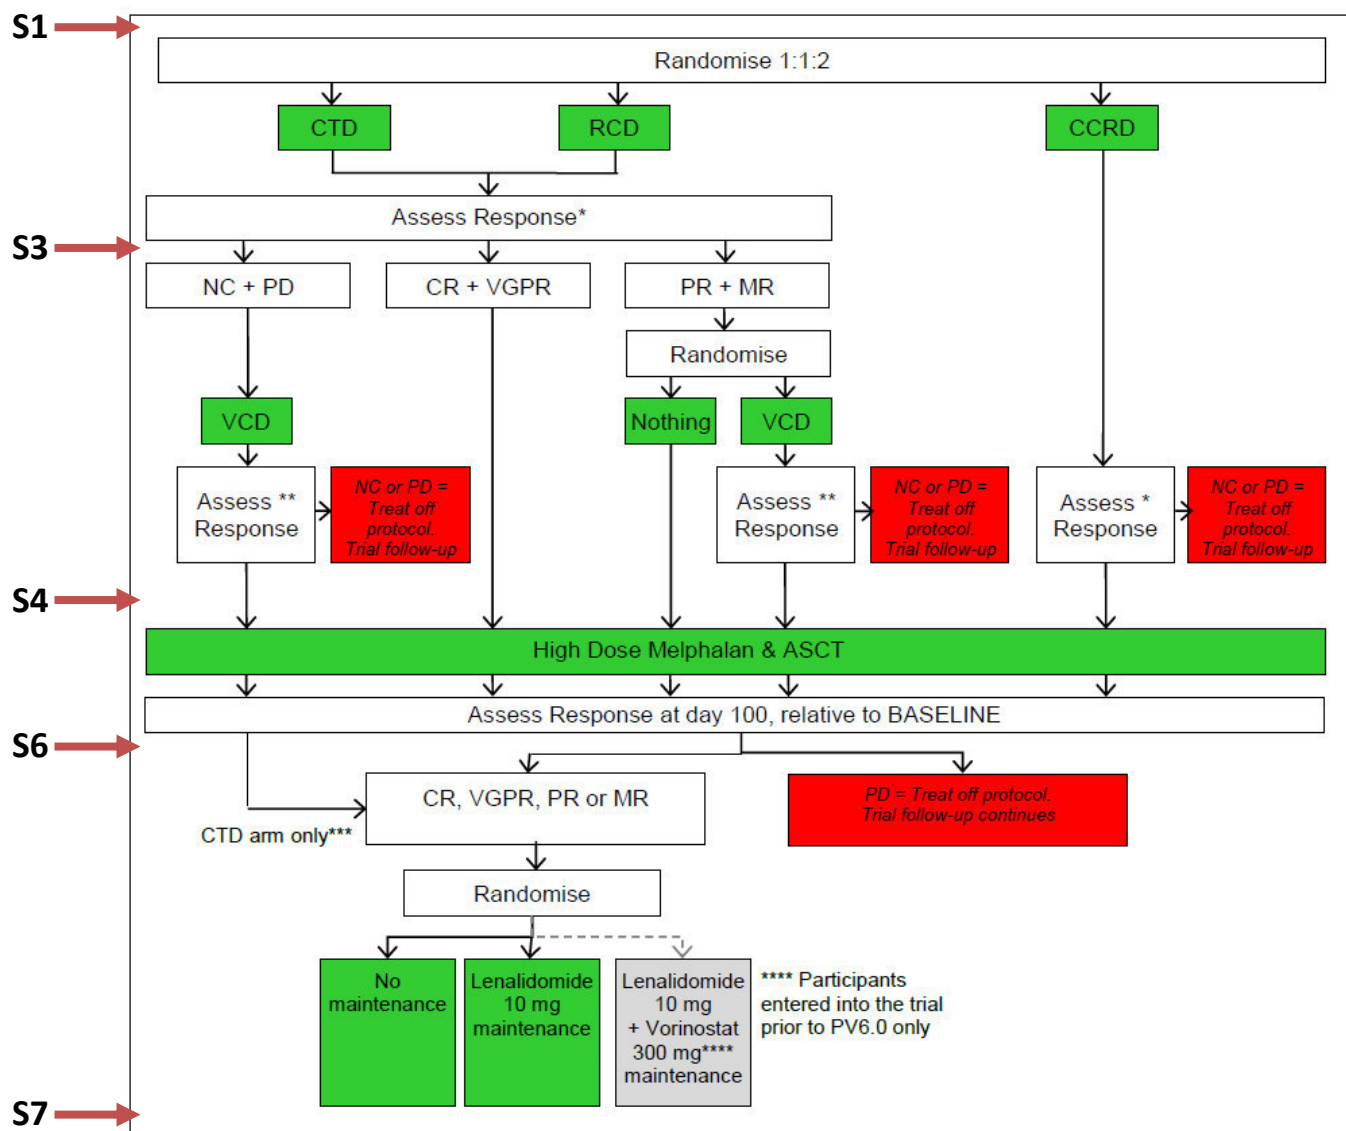 S1
Randomise 1:1:2
CTD
RCD
CCRD
Assess Response*
S3
NC + PD
CR + VGPR
PR + MR
Randomise
VCD
Nothing
VCD
Assess **
Response
NC or PD =
Treat off
protocol.
Trial follow-up
Assess **
Response
NC or PD =
Treat off
protocol.
Trial follow-up
Assess *
Response
NC or PD =
Treat off
protocol.
Trial follow-up
S4
High Dose Melphalan & ASCT
Assess Response at day 100, relative to BASELINE
S6
CR, VGPR, PR or MR
PD = Treat off protocol.
Trial follow-up continues
CTD arm only***
Randomise
No
maintenance
Lenalidomide
10 mg
maintenance
Lenalidomide
10 mg
+ Vorinostat
300 mg****
maintenance
**** Participants
entered into the trial
prior to PV6.0 only
S7